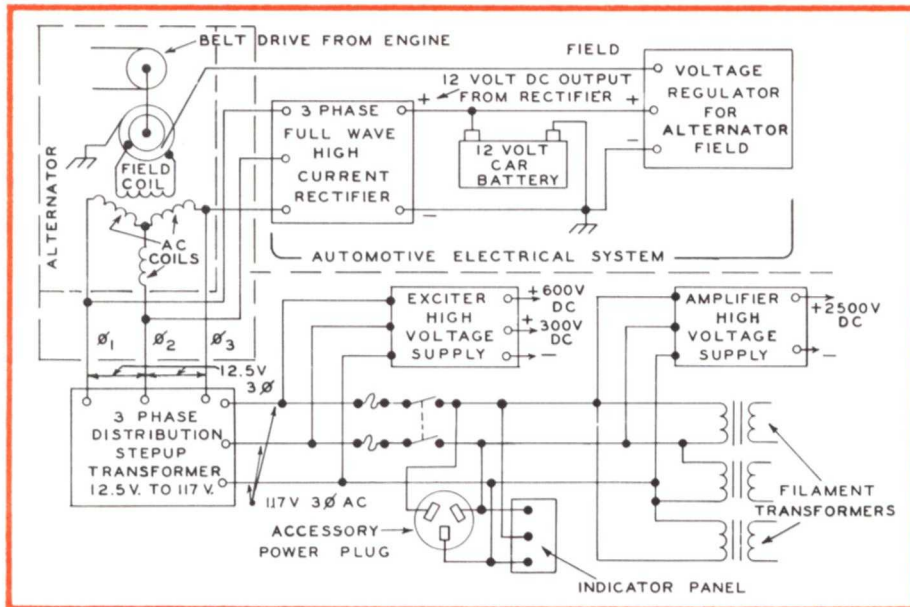 BELT DRIVE FROM ENGINE
ALTERNATOR
FIELD
COIL
AC
COILS
3 PHASE
FULL WAVE
HIGH
CURRENT
RECTIFIER
FIELD
12 VOLT DC OUTPUT
+ FROM RECTIFIER +
12 VOLT
CAR
BATTERY
VOLTAGE
REGULATOR
FOR
ALTERNATOR
FIELD
–
–
AUTOMOTIVE ELECTRICAL SYSTEM
Ø1 Ø2 Ø3
12.5V
3Ø
3 PHASE
DISTRIBUTION
STEPUP
TRANSFORMER
12.5V. TO 117 V.
117V 3Ø AC
EXCITER
HIGH
VOLTAGE
SUPPLY
+600V
DC
+
300V
DC
–
AMPLIFIER
HIGH
VOLTAGE
SUPPLY
+2500V
DC
–
ACCESSORY
POWER PLUG
INDICATOR PANEL
FILAMENT
TRANSFORMERS